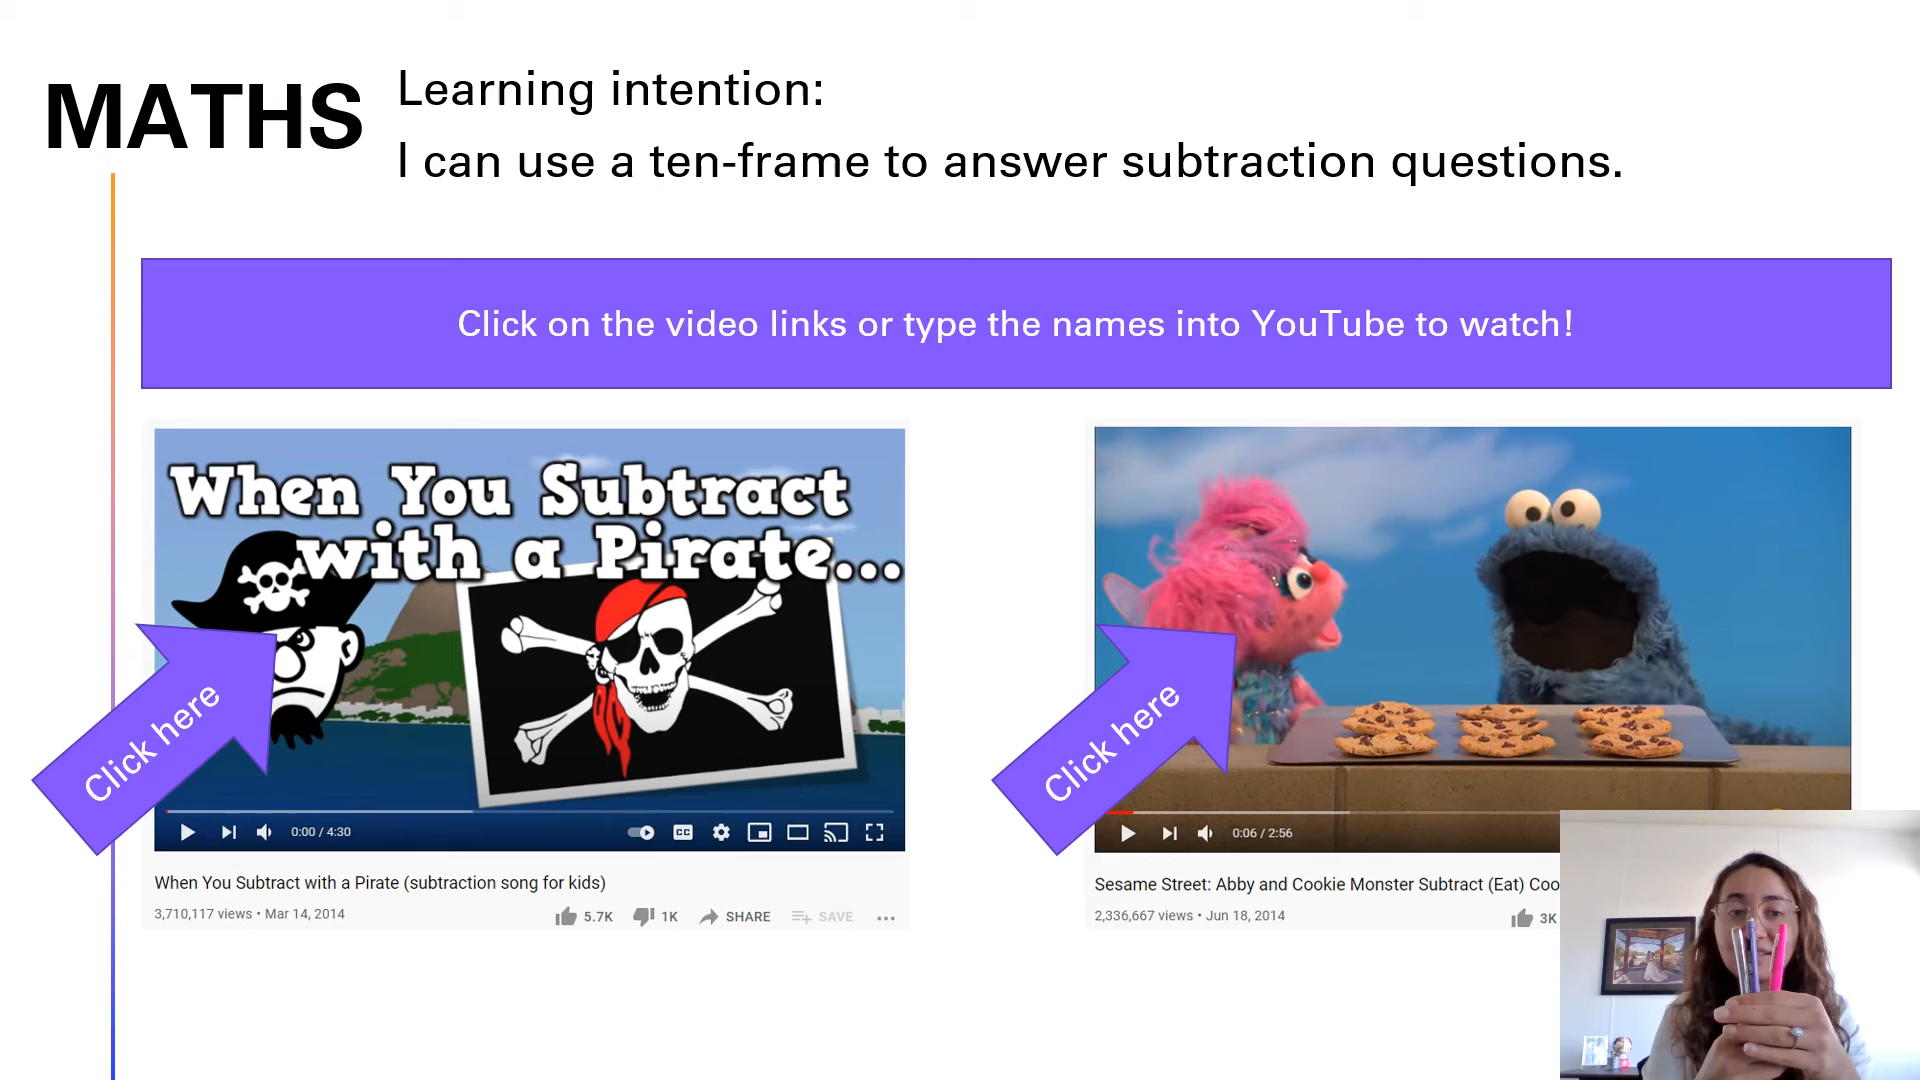 MATHS
Learning intention:
I can use a ten-frame to answer subtraction questions.
Click on the video links or type the names into YouTube to watch!
When You Subtract
with a Pirate...
Click here
0:00 / 4:30
CC
When You Subtract with a Pirate (subtraction song for kids)
3,710,117 views • Mar 14, 2014
5.7K
1K
SHARE
SAVE
Click here
0:06 / 2:56
Sesame Street: Abby and Cookie Monster Subtract (Eat) Coo
2,336,667 views • Jun 18, 2014
3K